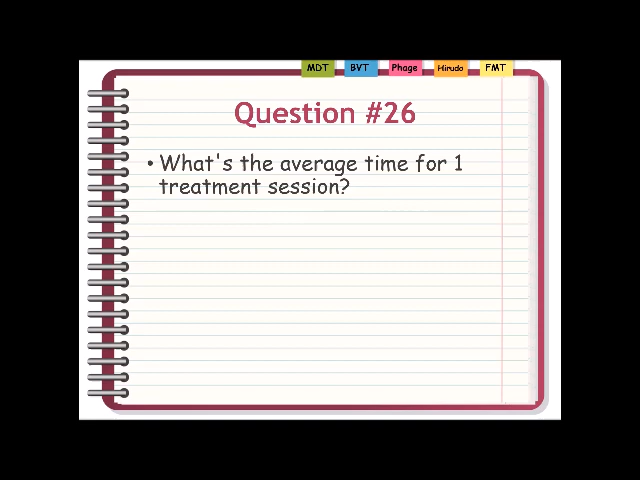 MDT BVT Phage Hirudo FMT
Question #26
• What's the average time for 1
treatment session?